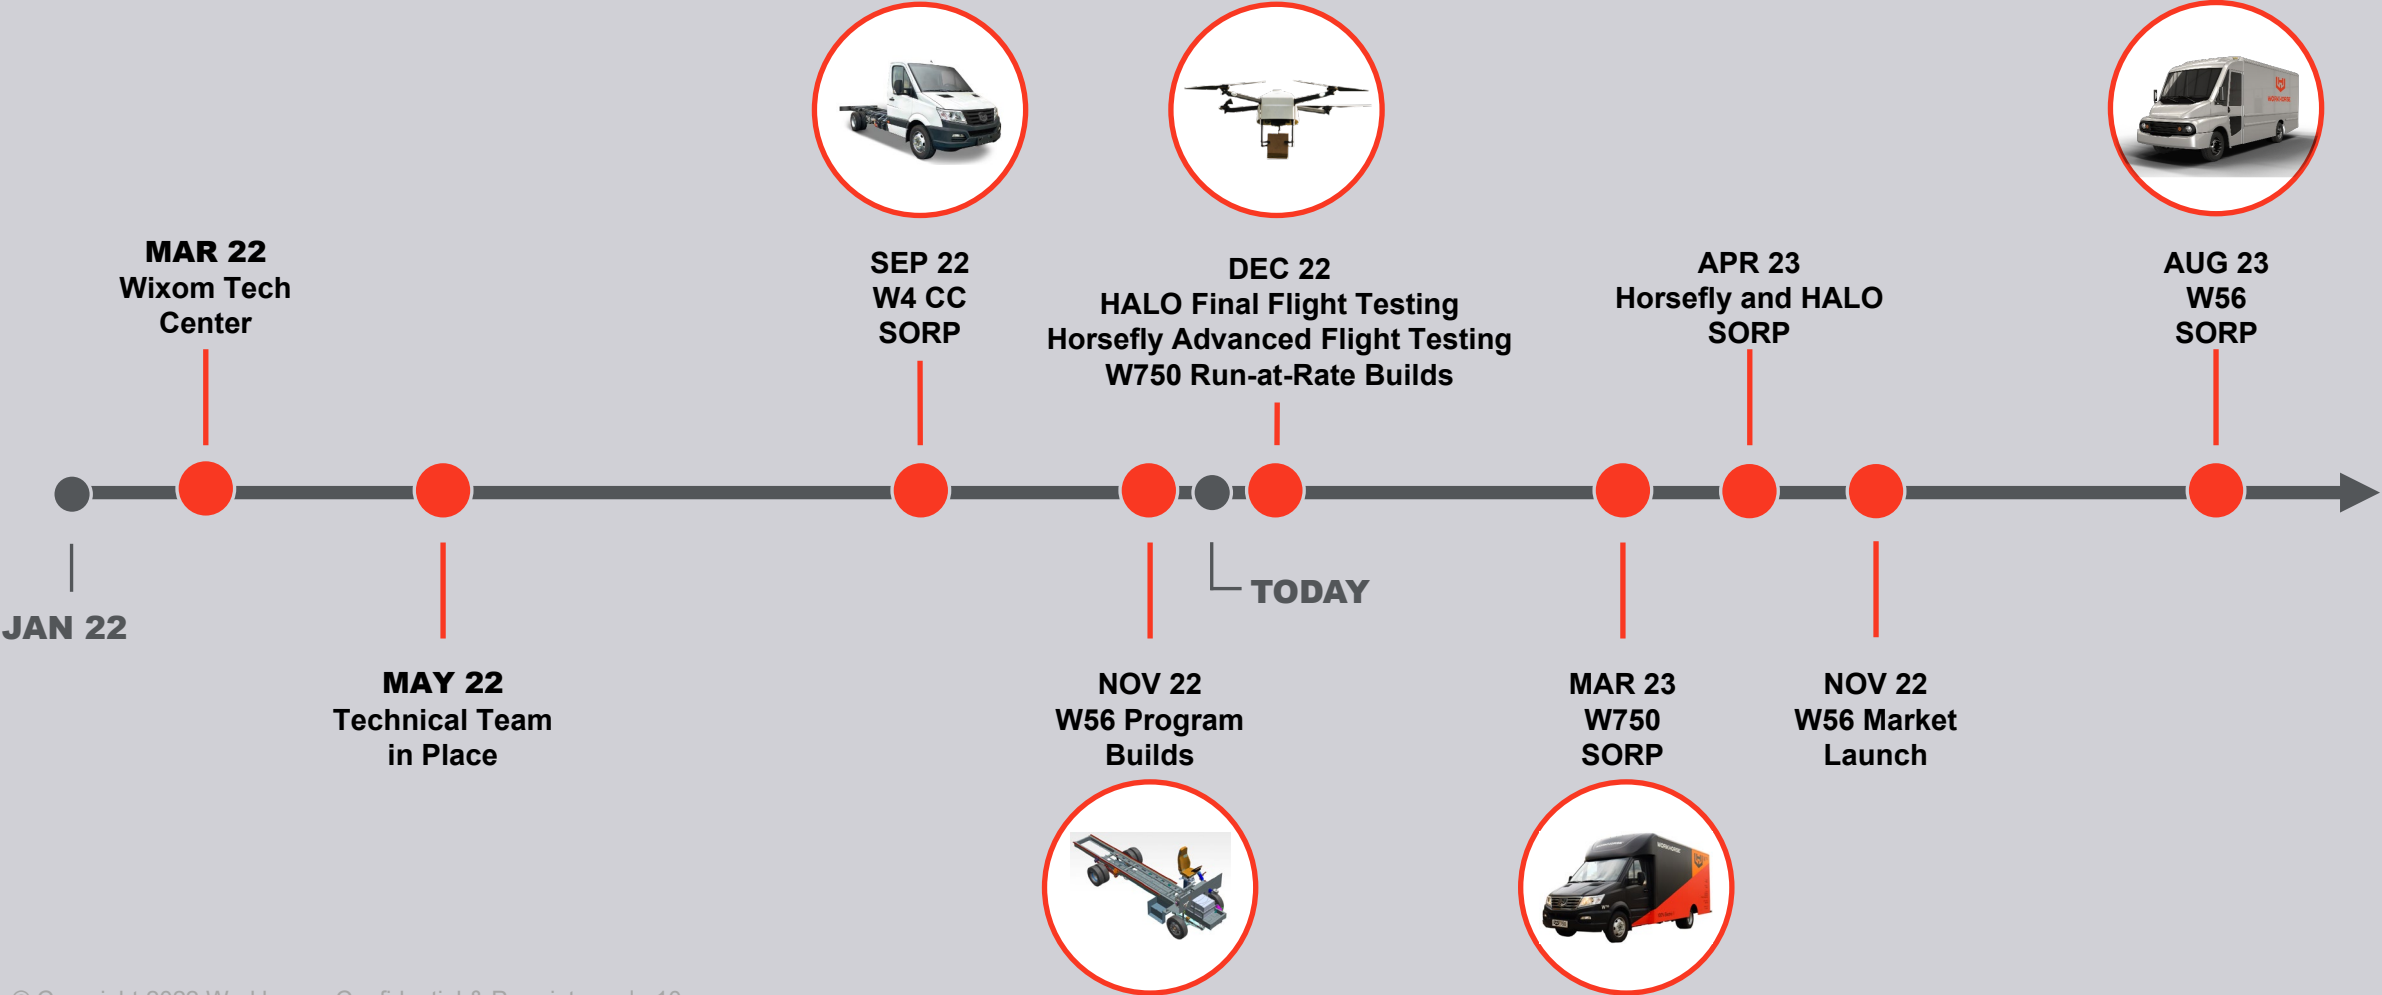 MAR 22
Wixom Tech
Center
SEP 22
W4 CC
SORP
DEC 22
HALO Final Flight Testing
Horsefly Advanced Flight Testing
W750 Run-at-Rate Builds
APR 23
Horsefly and HALO
SORP
AUG 23
W56
SORP
JAN 22
TODAY
MAY 22
Technical Team
in Place
NOV 22
W56 Program
Builds
MAR 23
W750
SORP
NOV 22
W56 Market
Launch
WORKHORSE
WORKHORSE